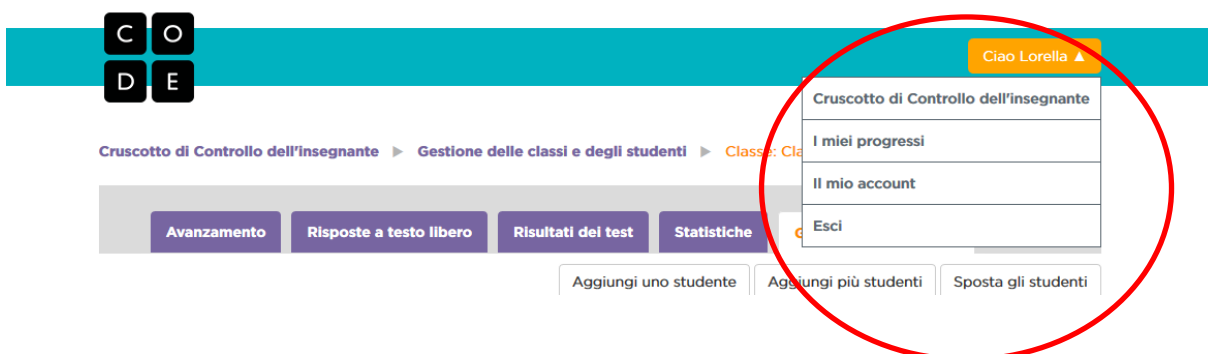 C O
D E
Ciao Lorella ▲
Cruscotto di Controllo dell'insegnante
I miei progressi
Il mio account
Esci
Cruscotto di Controllo dell'insegnante ▶ Gestione delle classi e degli studenti ▶ Classe:
Avanzamento Risposte a testo libero Risultati dei test Statistiche
Aggiungi uno studente Aggiungi più studenti Sposta gli studenti